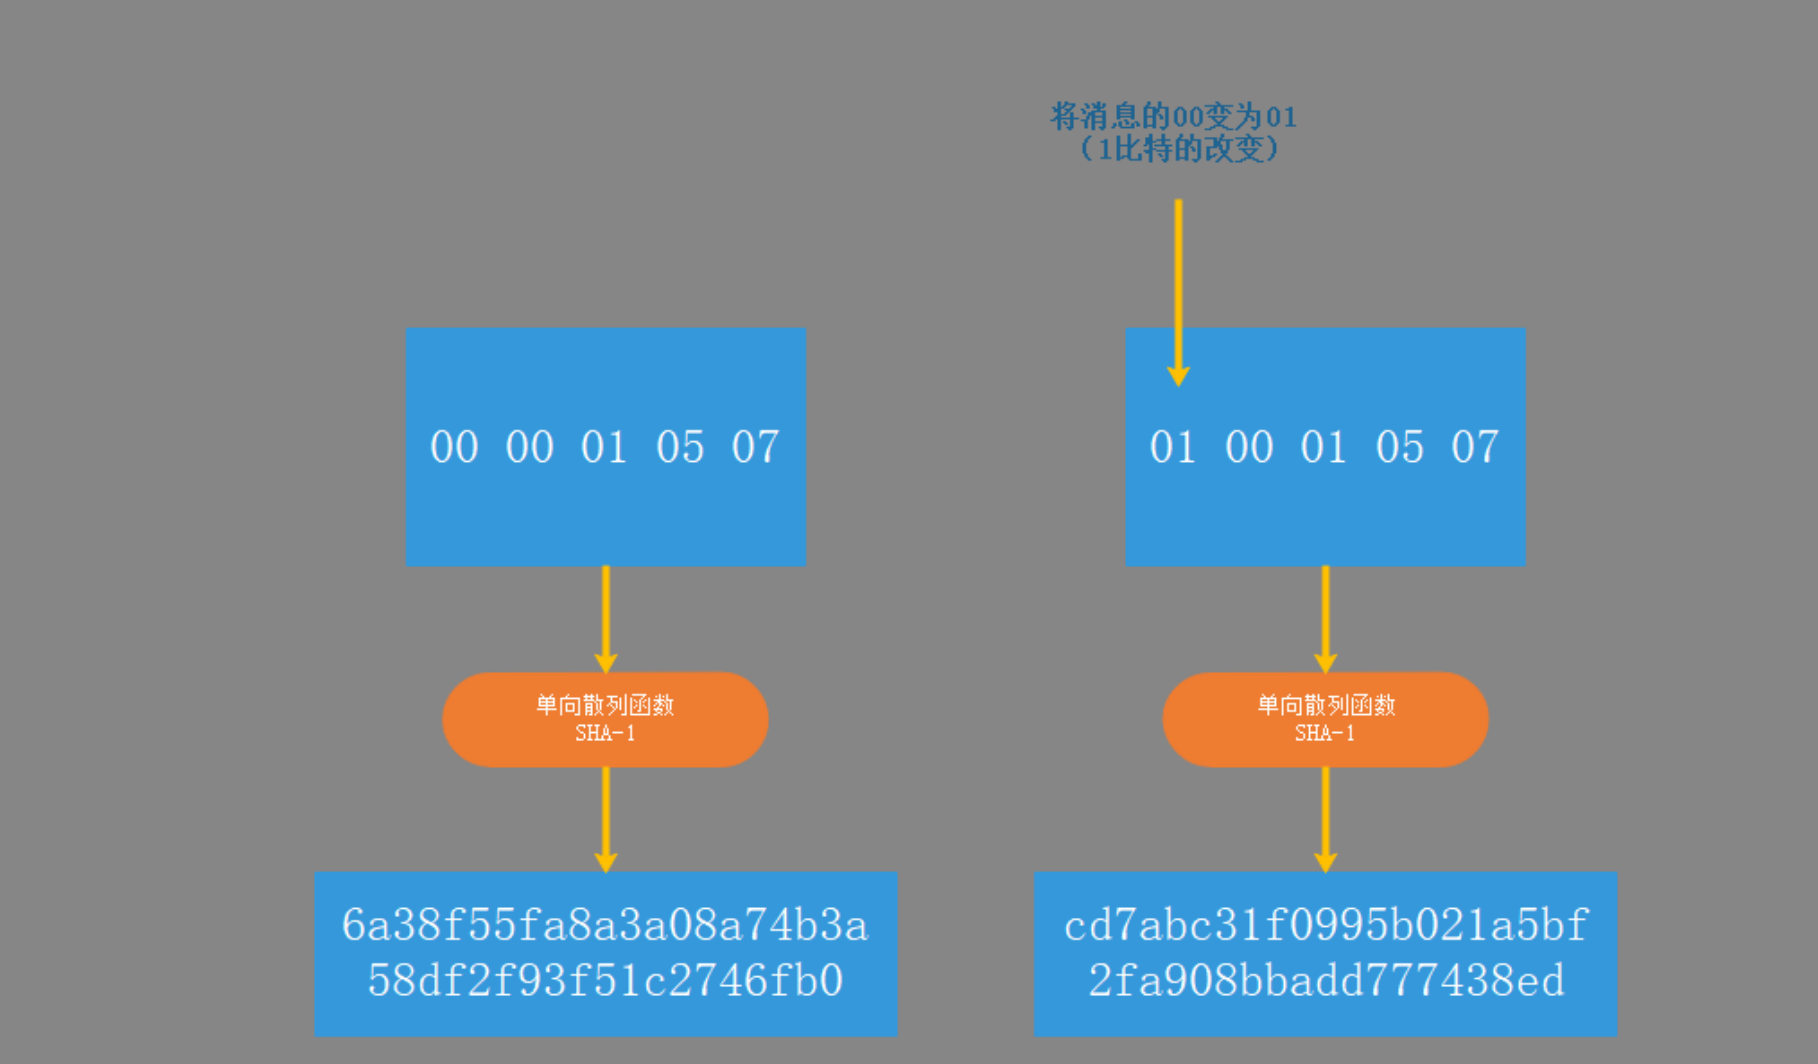 将消息的00变为01
（1比特的改变）
00 00 01 05 07
01 00 01 05 07
单向散列函数
SHA-1
单向散列函数
SHA-1
6a38f55fa8a3a08a74b3a
58df2f93f51c2746fb0
cd7abc31f0995b021a5bf
2fa908bbadd777438ed